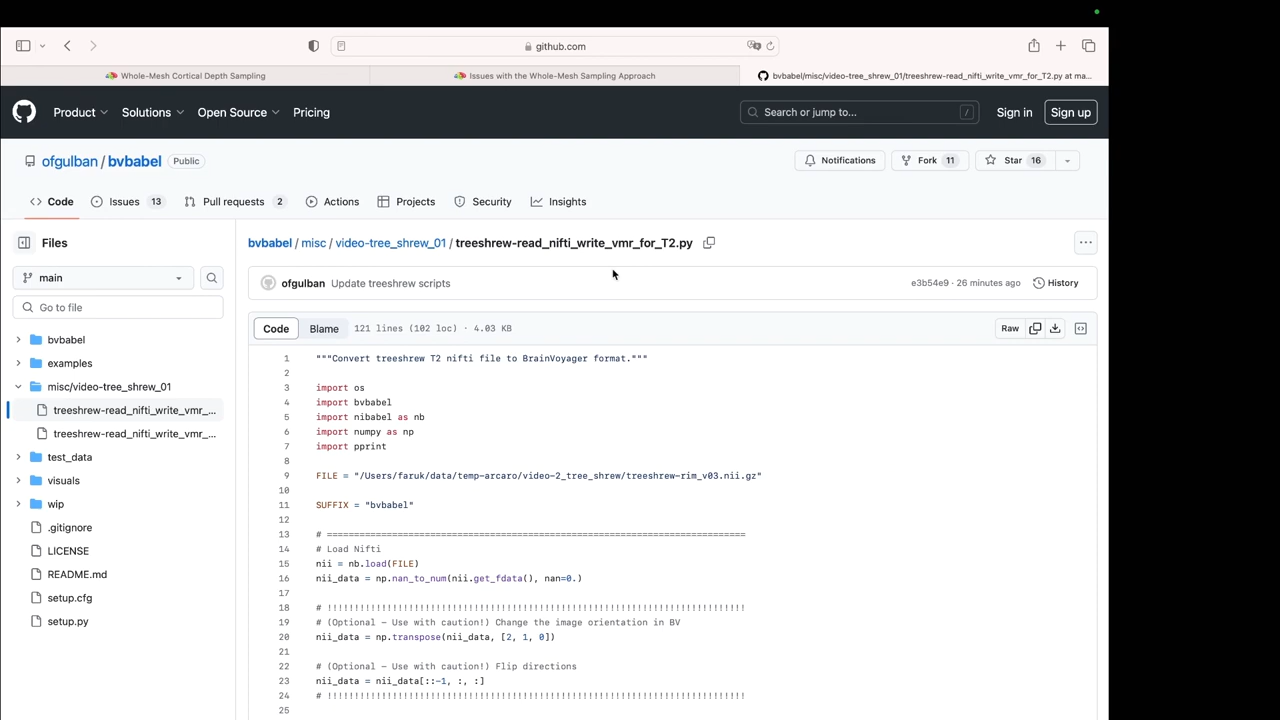 github.com
Whole-Mesh Cortical Depth Sampling
Issues with the Whole-Mesh Sampling Approach
bvbabel/misc/video-tree_shrew_01/treeshrew-read_nifti_write_vmr_for_T2.py at ma...
Product
Solutions
Open Source
Pricing
Search or jump to...
/
Sign in
Sign up
ofgulban / bvbabel
Public
Notifications
Fork 11
Star 16
Code
Issues 13
Pull requests 2
Actions
Projects
Security
Insights
Files
main
Go to file
bvbabel
examples
misc/video-tree_shrew_01
treeshrew-read_nifti_write_vmr_...
treeshrew-read_nifti_write_vmr_...
test_data
visuals
wip
.gitignore
LICENSE
README.md
setup.cfg
setup.py
bvbabel / misc / video-tree_shrew_01 / treeshrew-read_nifti_write_vmr_for_T2.py
ofgulban Update treeshrew scripts
e3b54e9 · 26 minutes ago
History
Code
Blame
121 lines (102 loc) · 4.03 KB
Raw
1 """Convert treeshrew T2 nifti file to BrainVoyager format."""
2
3 import os
4 import bvbabel
5 import nibabel as nb
6 import numpy as np
7 import pprint
8
9 FILE = "/Users/faruk/data/temp-arcaro/video-2_tree_shrew/treeshrew-rim_v03.nii.gz"
10
11 SUFFIX = "bvbabel"
12
13 # =============================================================================
14 # Load Nifti
15 nii = nb.load(FILE)
16 nii_data = np.nan_to_num(nii.get_fdata(), nan=0.)
17
18 # !!!!!!!!!!!!!!!!!!!!!!!!!!!!!!!!!!!!!!!!!!!!!!!!!!!!!!!!!!!!!!!!!!!!!!!!!!!!!
19 # (Optional - Use with caution!) Change the image orientation in BV
20 nii_data = np.transpose(nii_data, [2, 1, 0])
21
22 # (Optional - Use with caution!) Flip directions
23 nii_data = nii_data[::-1, :, :]
24 # !!!!!!!!!!!!!!!!!!!!!!!!!!!!!!!!!!!!!!!!!!!!!!!!!!!!!!!!!!!!!!!!!!!!!!!!!!!!!
25